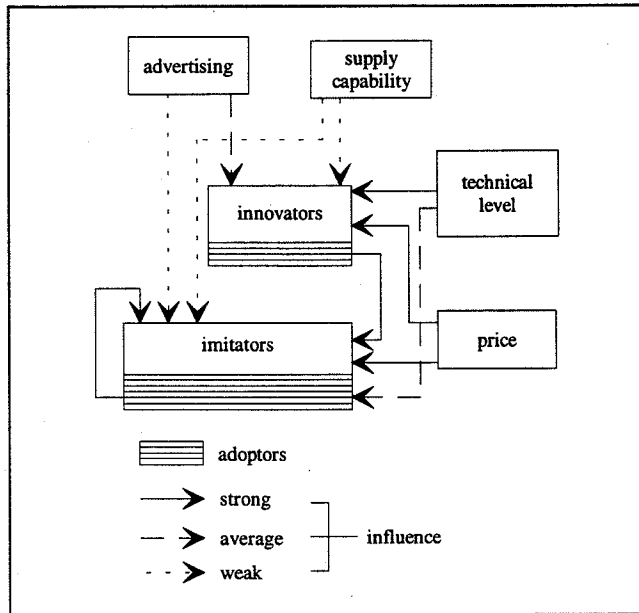 advertising
supply
capability
innovators
technical
level
imitators
price
adoptors
strong
average
influence
weak